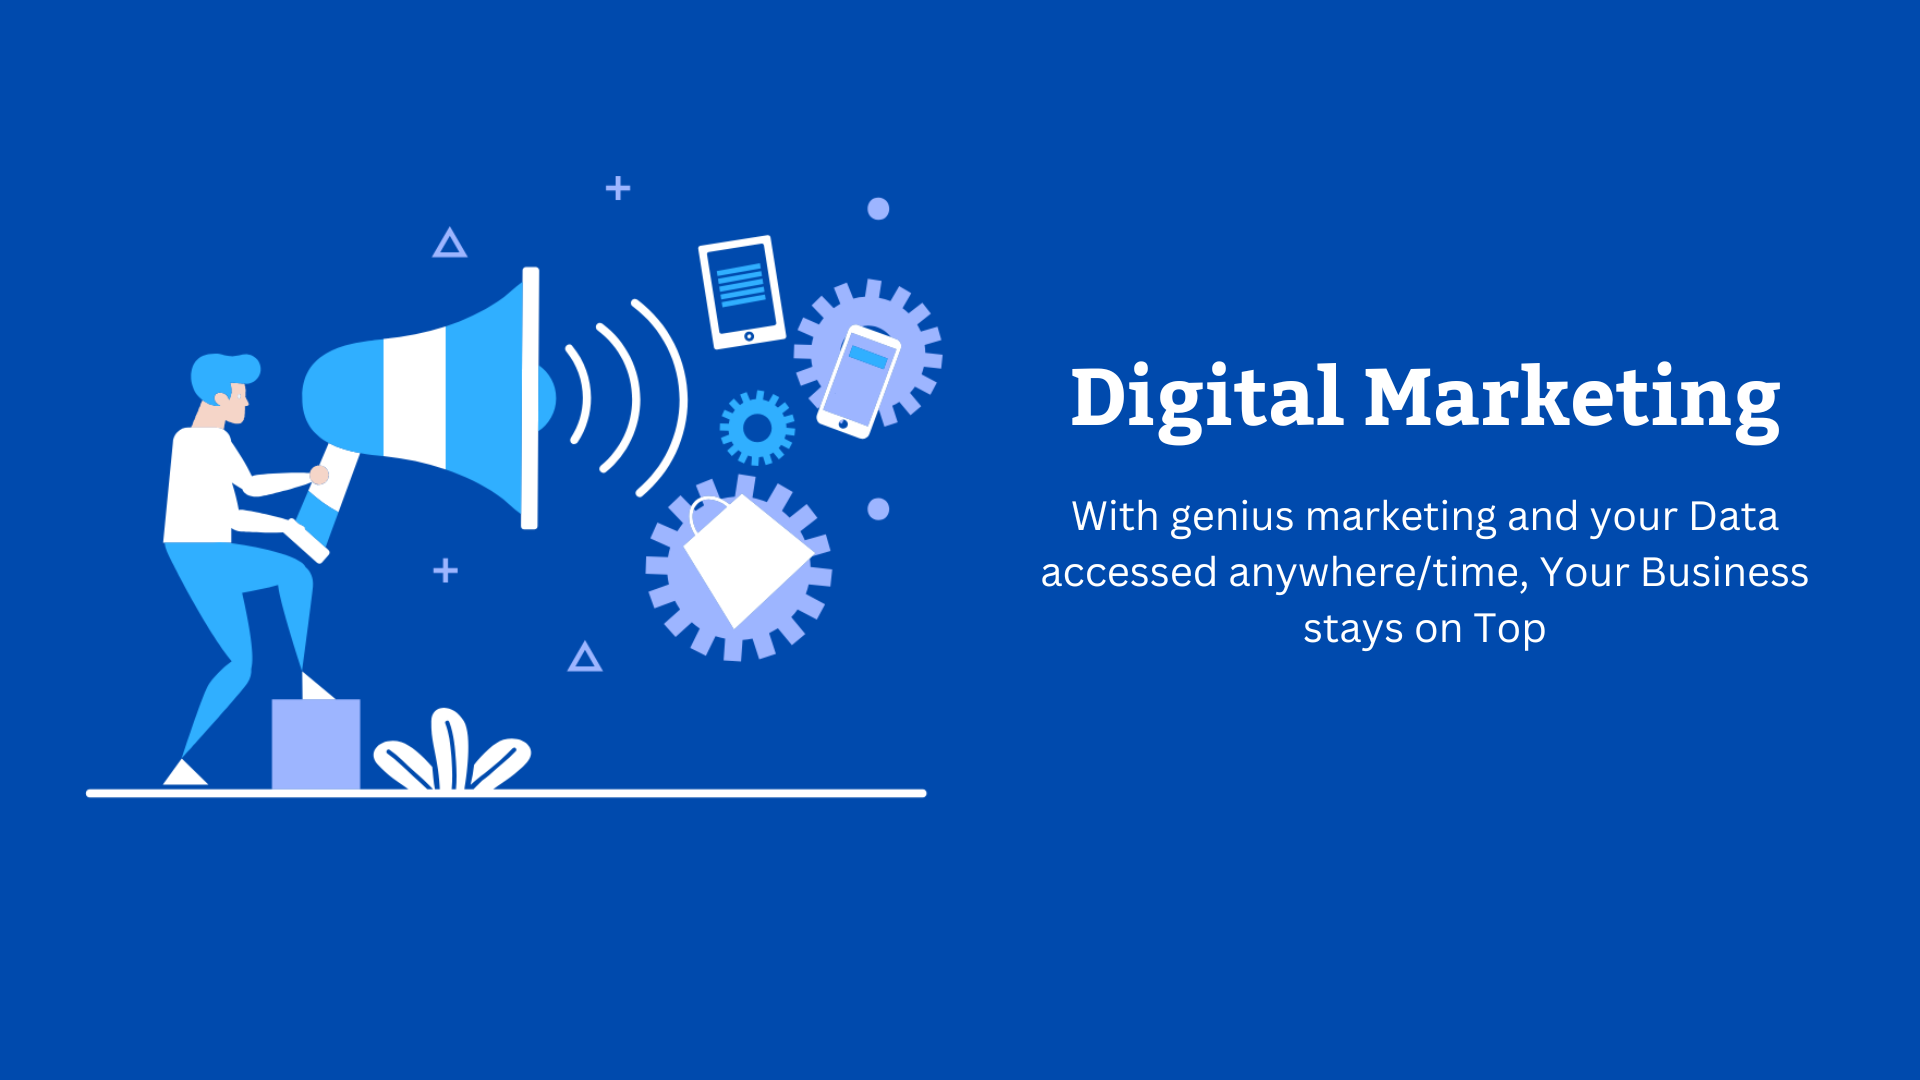 Digital Marketing
With genius marketing and your Data
accessed anywhere/time, Your Business
stays on Top